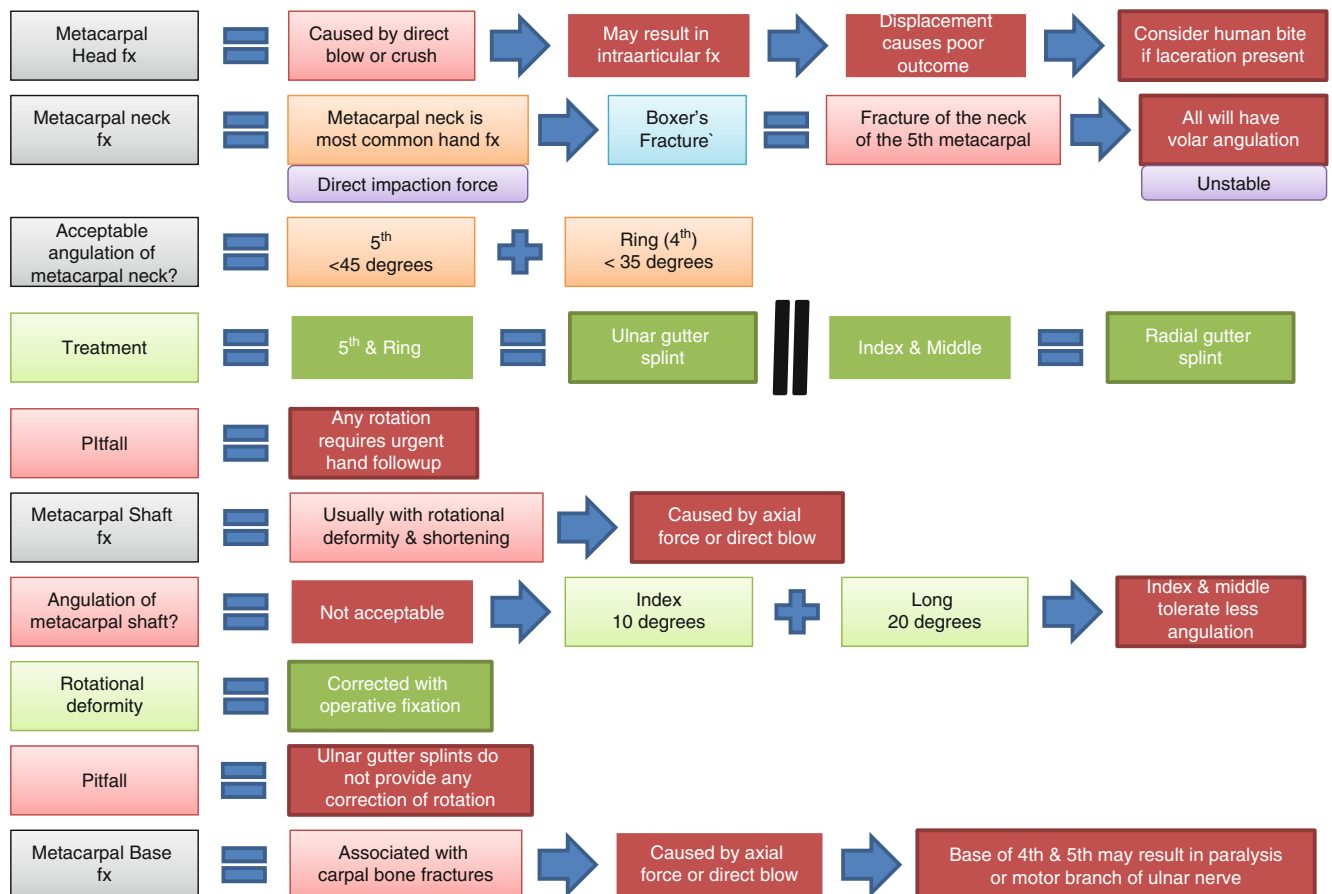 Metacarpal
Head fx
Caused by direct
blow or crush
May result in
intraarticular fx
Displacement
causes poor
outcome
Consider human bite
if laceration present
Metacarpal neck
fx
Metacarpal neck is
most common hand fx
Direct impaction force
Boxer's
Fracture`
Fracture of the neck
of the 5th metacarpal
All will have
volar angulation
Unstable
Acceptable
angulation of
metacarpal neck?
5th
<45 degrees
Ring (4th)
< 35 degrees
Treatment
5th & Ring
Ulnar gutter
splint
Index & Middle
Radial gutter
splint
PItfall
Any rotation
requires urgent
hand followup
Metacarpal Shaft
fx
Usually with rotational
deformity & shortening
Caused by axial
force or direct blow
Angulation of
metacarpal shaft?
Not acceptable
Index
10 degrees
Long
20 degrees
Index & middle
tolerate less
angulation
Rotational
deformity
Corrected with
operative fixation
Pitfall
Ulnar gutter splints do
not provide any
correction of rotation
Metacarpal Base
fx
Associated with
carpal bone fractures
Caused by axial
force or direct blow
Base of 4th & 5th may result in paralysis
or motor branch of ulnar nerve